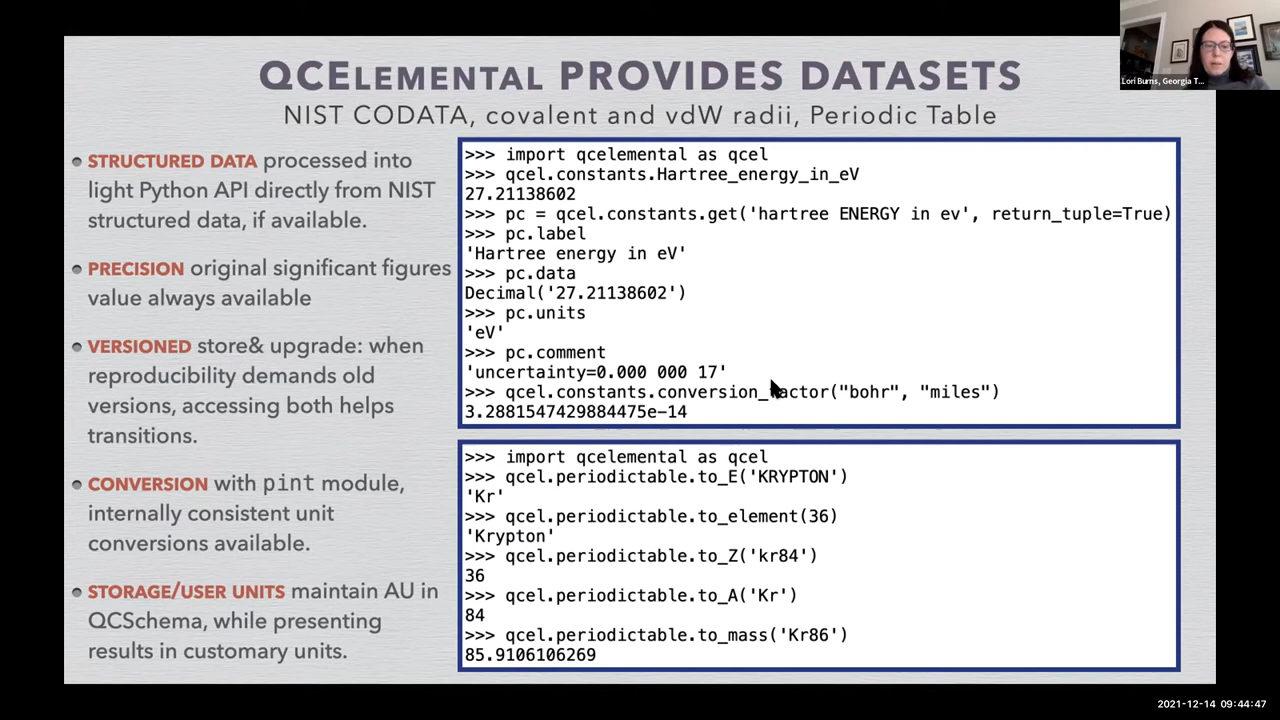 QCELEMENTAL PROVIDES DATASETS
NIST CODATA, covalent and vdW radii, Periodic Table
• STRUCTURED DATA processed into
light Python API directly from NIST
structured data, if available.
• PRECISION original significant figures
value always available
• VERSIONED store& upgrade: when
reproducibility demands old
versions, accessing both helps
transitions.
• CONVERSION with pint module,
internally consistent unit
conversions available.
• STORAGE/USER UNITS maintain AU in
QCSchema, while presenting
results in customary units.
>>> import qcelemental as qcel
>>> qcel.constants.Hartree_energy_in_eV
27.21138602
>>> pc = qcel.constants.get('hartree ENERGY in ev', return_tuple=True)
>>> pc.label
'Hartree energy in eV'
>>> pc.data
Decimal('27.21138602')
>>> pc.units
'eV'
>>> pc.comment
'uncertainty=0.000 000 17'
>>> qcel.constants.conversion_factor("bohr", "miles")
3.2881547429884475e-14
>>> import qcelemental as qcel
>>> qcel.periodictable.to_E('KRYPTON')
'Kr'
>>> qcel.periodictable.to_element(36)
'Krypton'
>>> qcel.periodictable.to_Z('kr84')
36
>>> qcel.periodictable.to_A('Kr')
84
>>> qcel.periodictable.to_mass('Kr86')
85.9106106269
Lori Burns, Georgia T...
2021-12-14 09:44:47